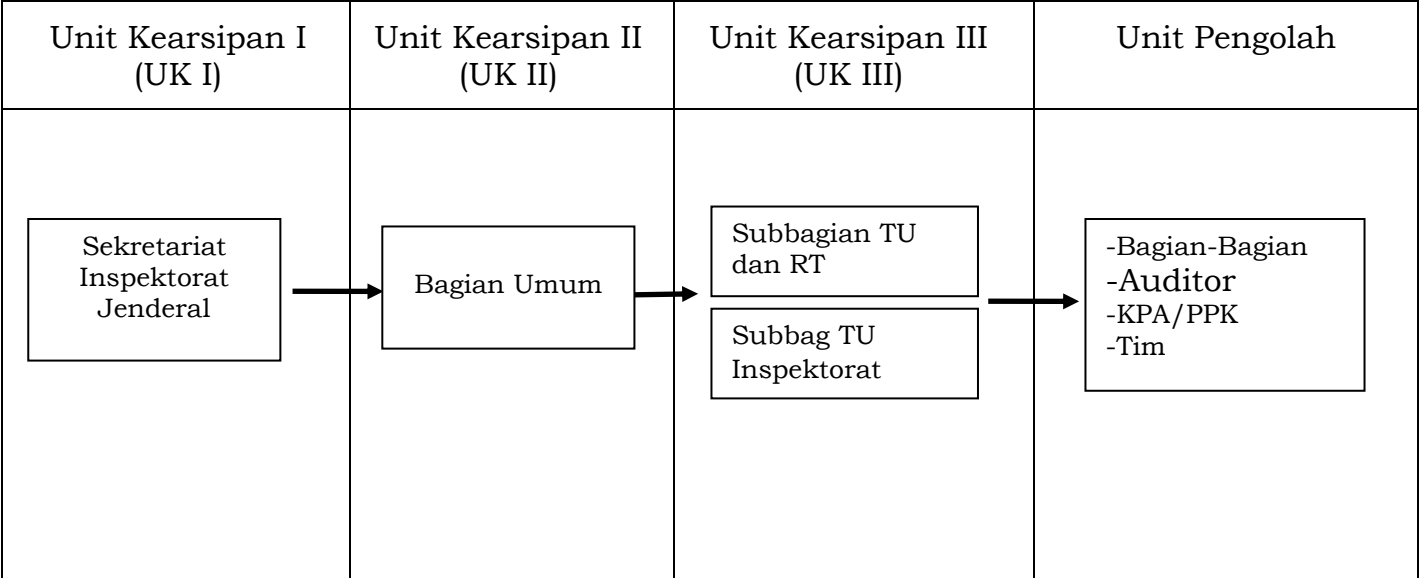 Unit Kearsipan I
(UK I)
Unit Kearsipan II
(UK II)
Unit Kearsipan III
(UK III)
Unit Pengolah
Sekretariat
Inspektorat
Jenderal
Bagian Umum
Subbagian TU
dan RT
Subbag TU
Inspektorat
-Bagian-Bagian
-Auditor
-KPA/PPK
-Tim